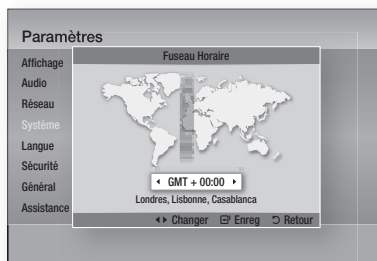 Paramètres
Affichage
Audio
Réseau
Système
Langue
Sécurité
Général
Assistance
Fuseau Horaire
GMT + 00:00
Londres, Lisbonne, Casablanca
Changer Enreg Retour